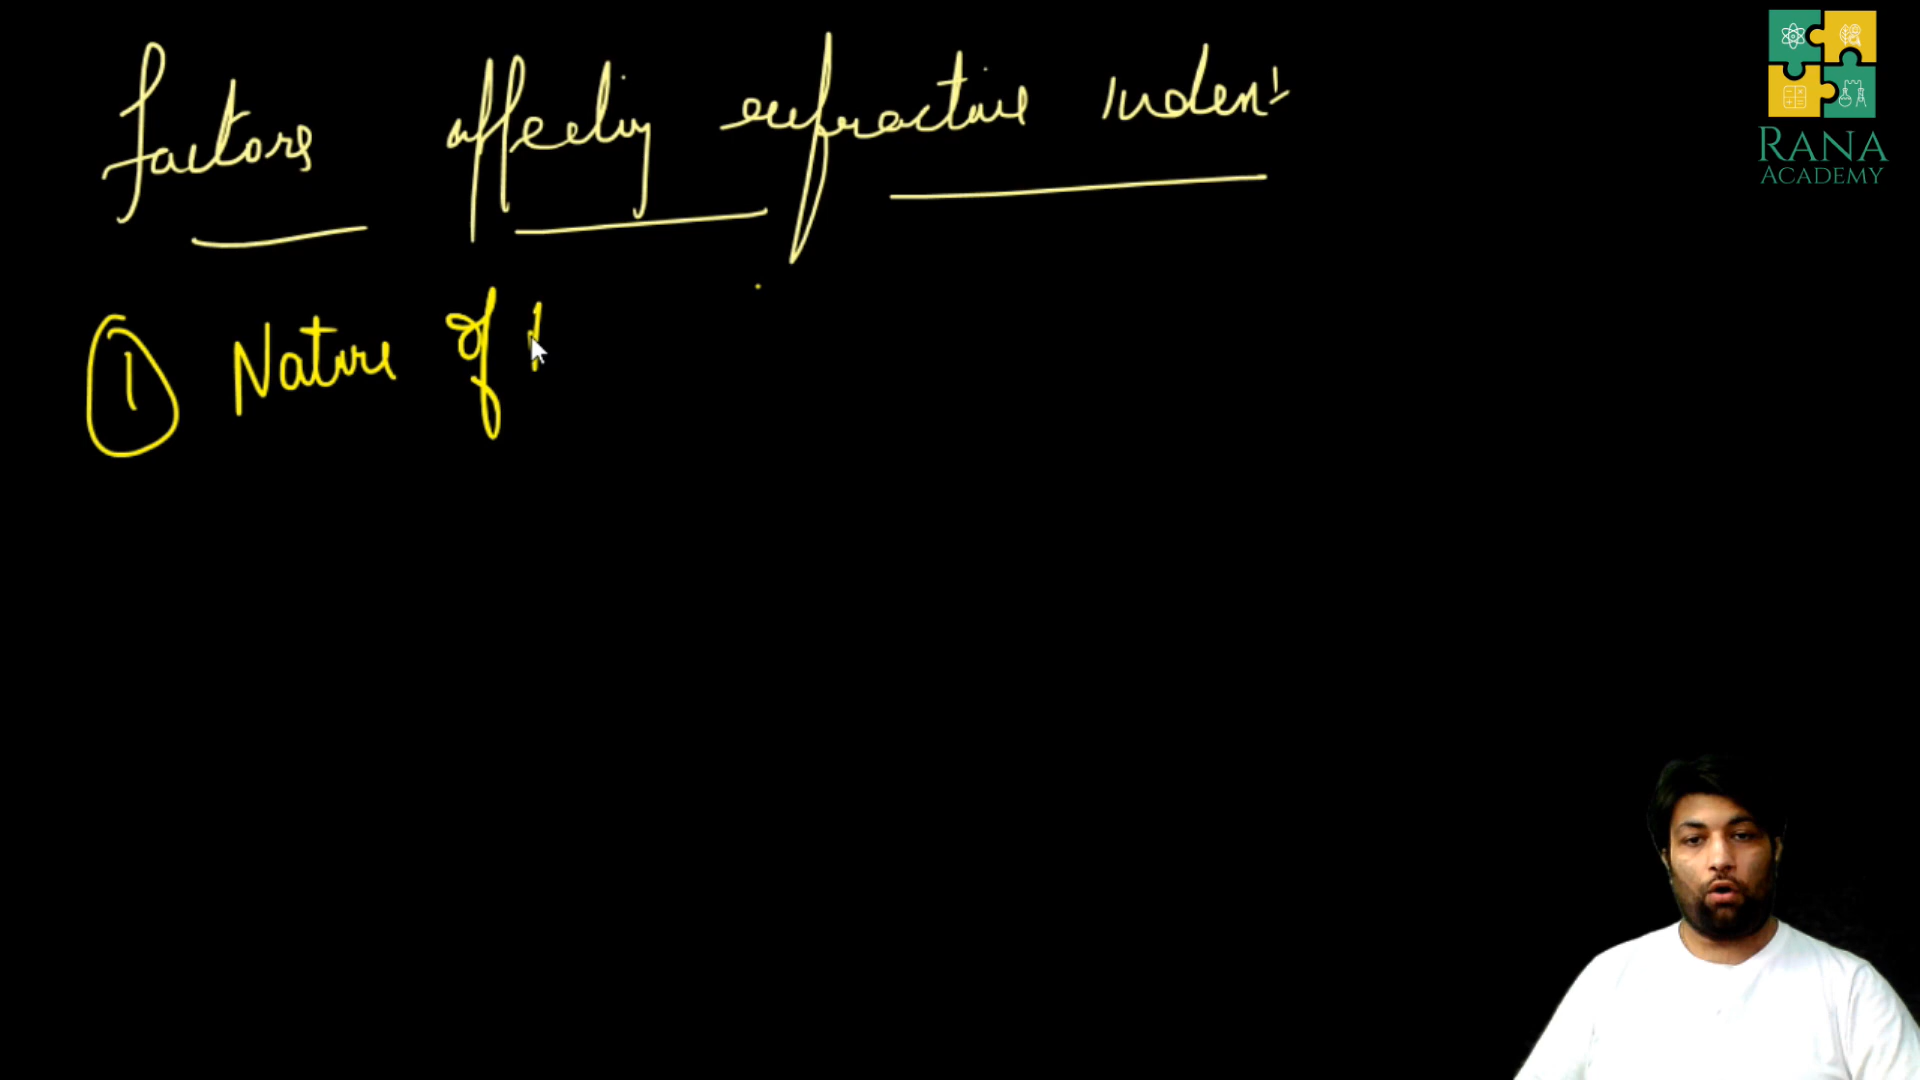 Factors affecting refractive index
RANA
ACADEMY
① Nature of